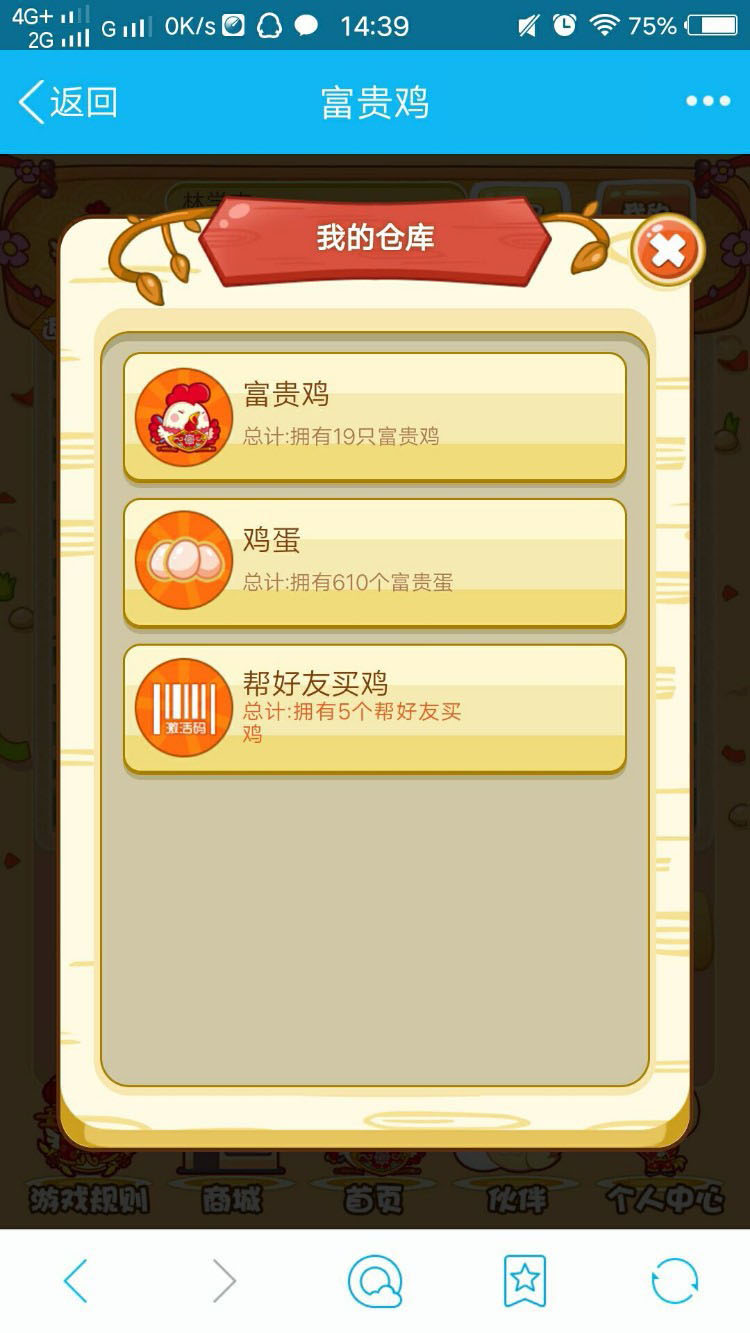 4G+
2G
G
0K/s
14:39
75%
返回
富贵鸡
我的仓库
富贵鸡
总计:拥有19只富贵鸡
鸡蛋
总计:拥有610个富贵蛋
激活码
帮好友买鸡
总计:拥有5个帮好友买
鸡
游戏规则
商城
首页
伙伴
个人中心